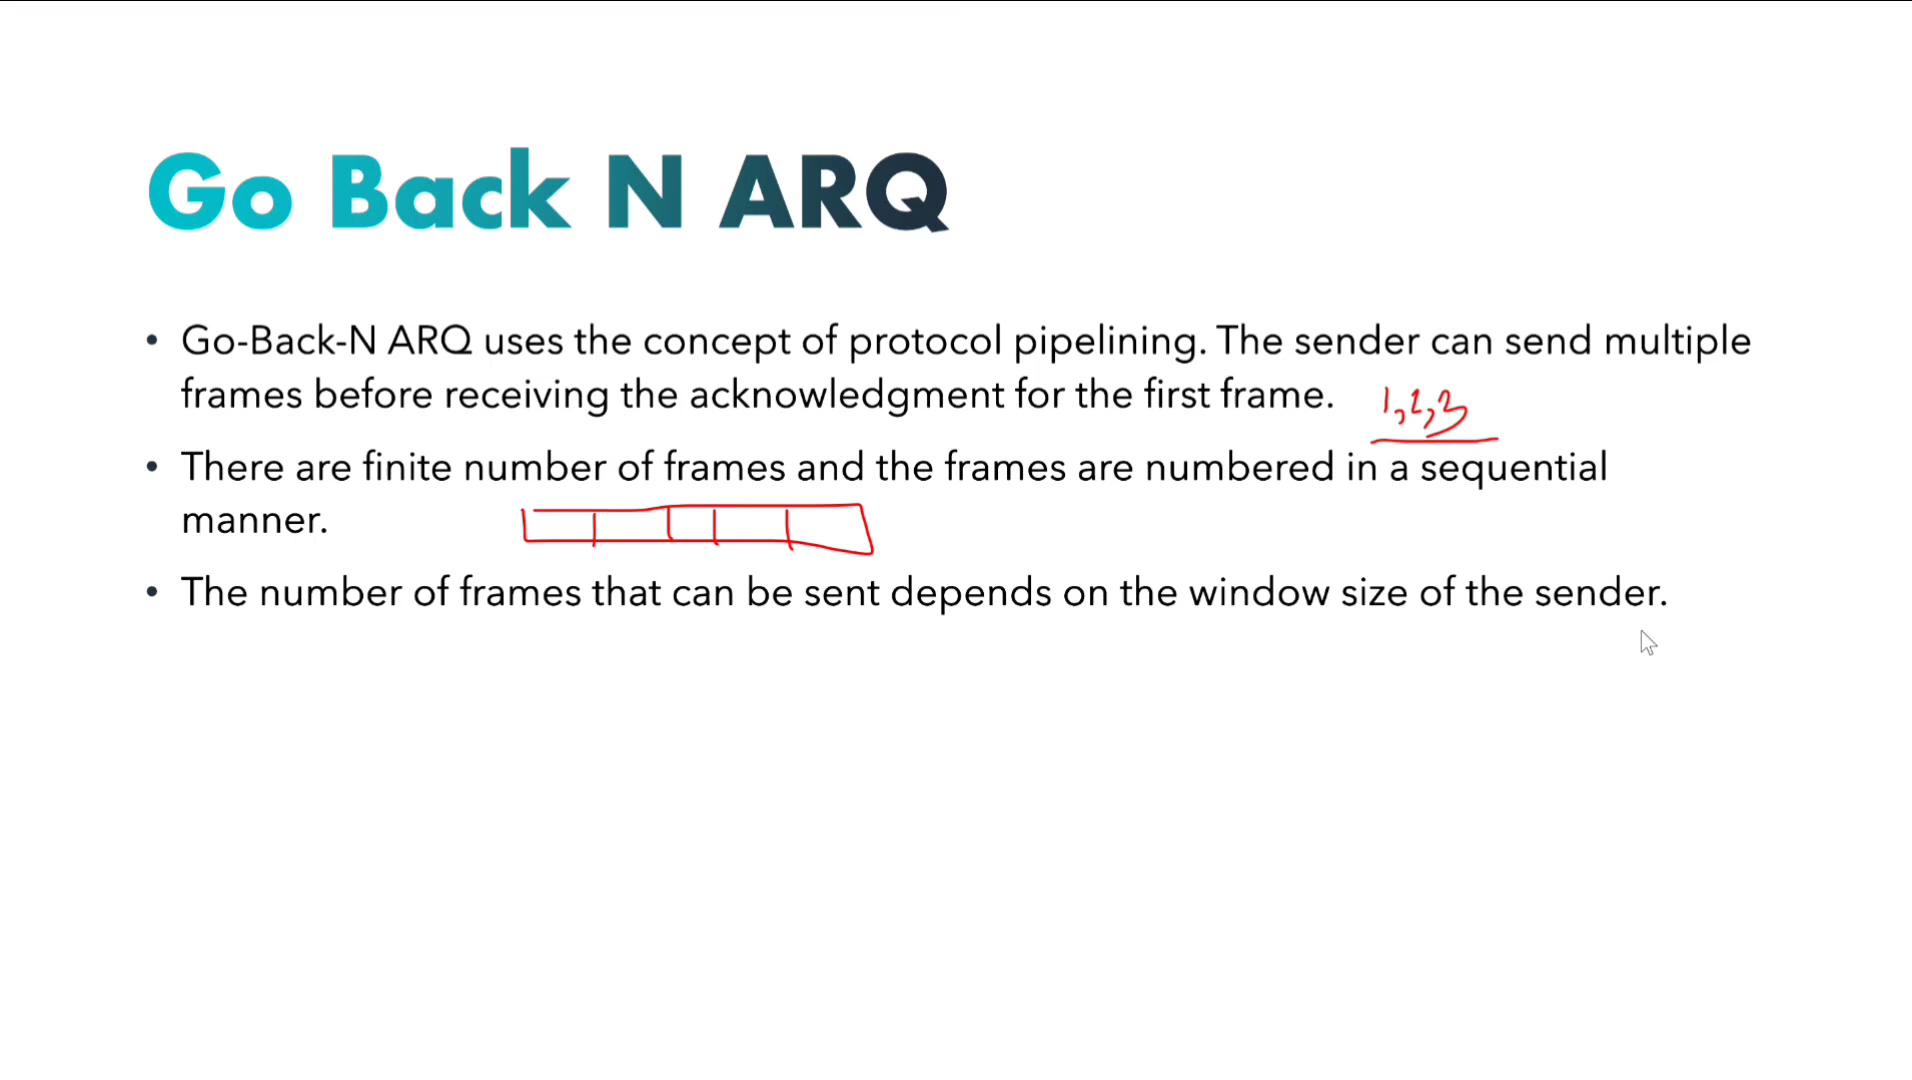 Go Back N ARQ
• Go-Back-N ARQ uses the concept of protocol pipelining. The sender can send multiple
frames before receiving the acknowledgment for the first frame. 1,2,3
• There are finite number of frames and the frames are numbered in a sequential
manner.
• The number of frames that can be sent depends on the window size of the sender.